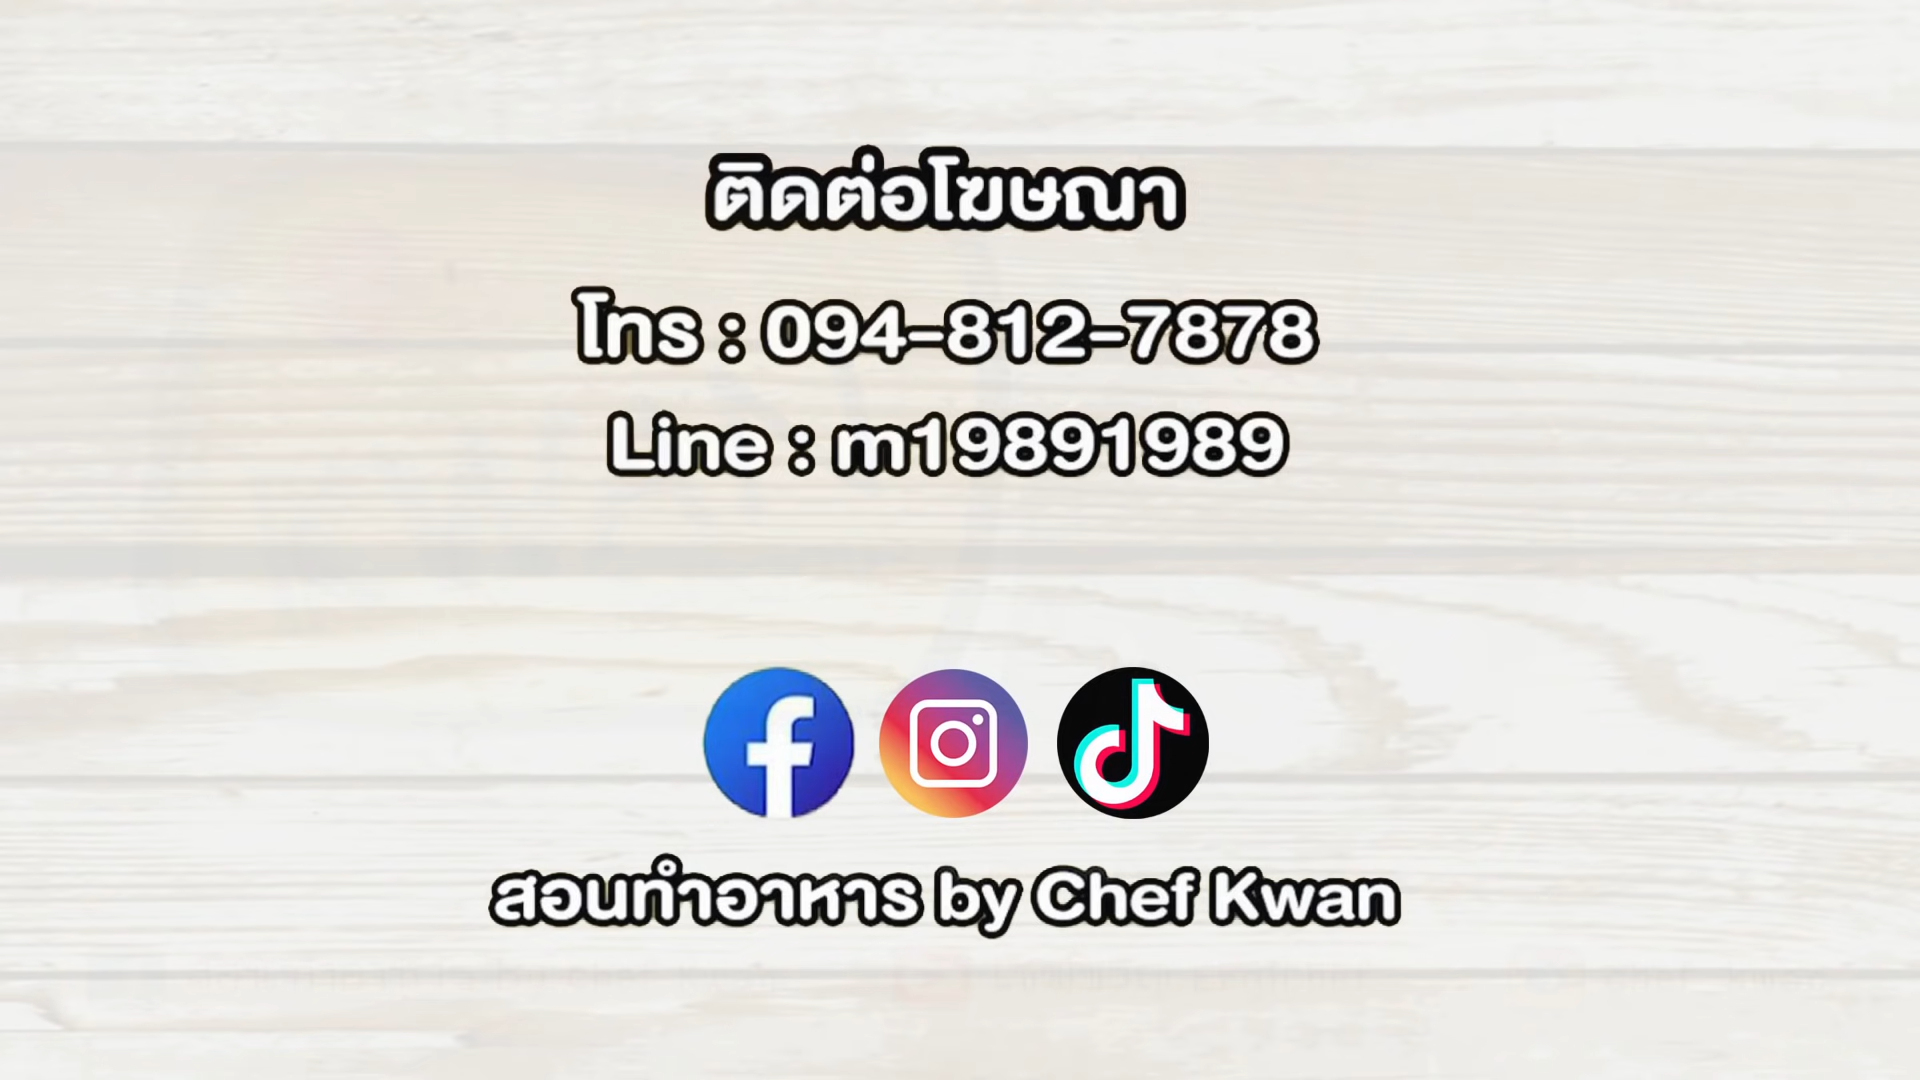 ติดต่อโฆษณา
โทร : 094-812-7878
Line : m19891989
สอนทำอาหาร by Chef Kwan